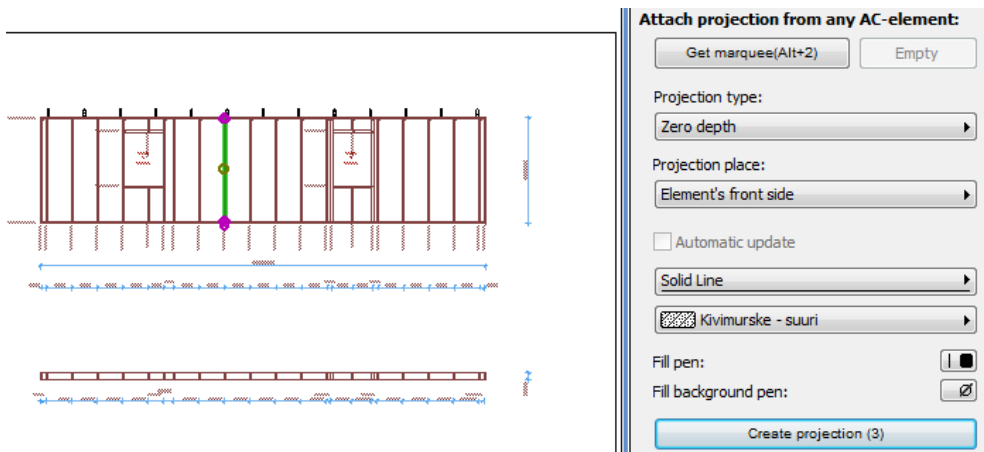 Attach projection from any AC-element:
Get marquee(Alt+2)
Empty
Projection type:
Zero depth
Projection place:
Element's front side
Automatic update
Solid Line
Kivimurske - suuri
Fill pen:
Fill background pen:
Create projection (3)